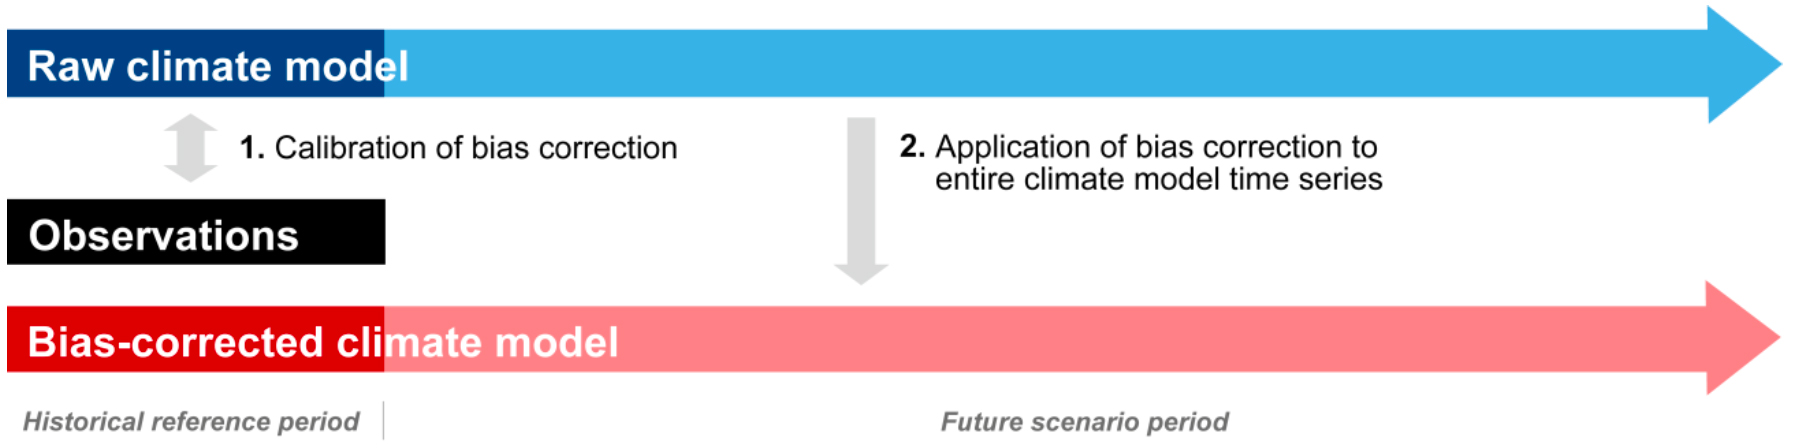 Raw climate model
1. Calibration of bias correction
2. Application of bias correction to
entire climate model time series
Observations
Bias-corrected climate model
Historical reference period
Future scenario period